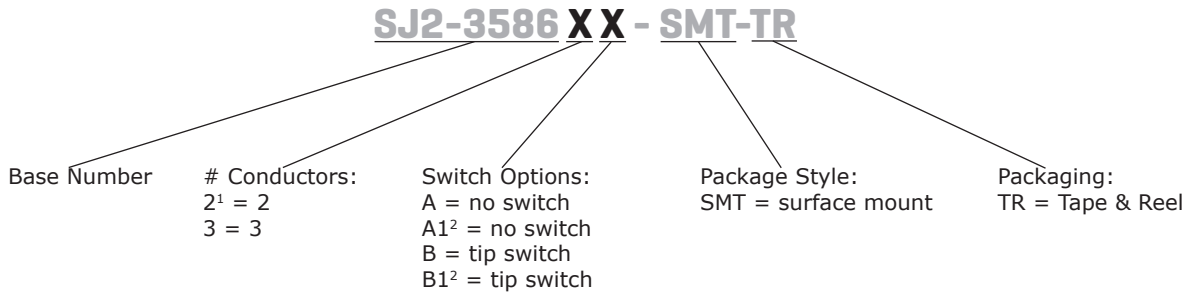 SJ2-3586 X X - SMT-TR
Base Number
# Conductors:
2¹ = 2
3 = 3
Switch Options:
A = no switch
A1² = no switch
B = tip switch
B1² = tip switch
Package Style:
SMT = surface mount
Packaging:
TR = Tape & Reel